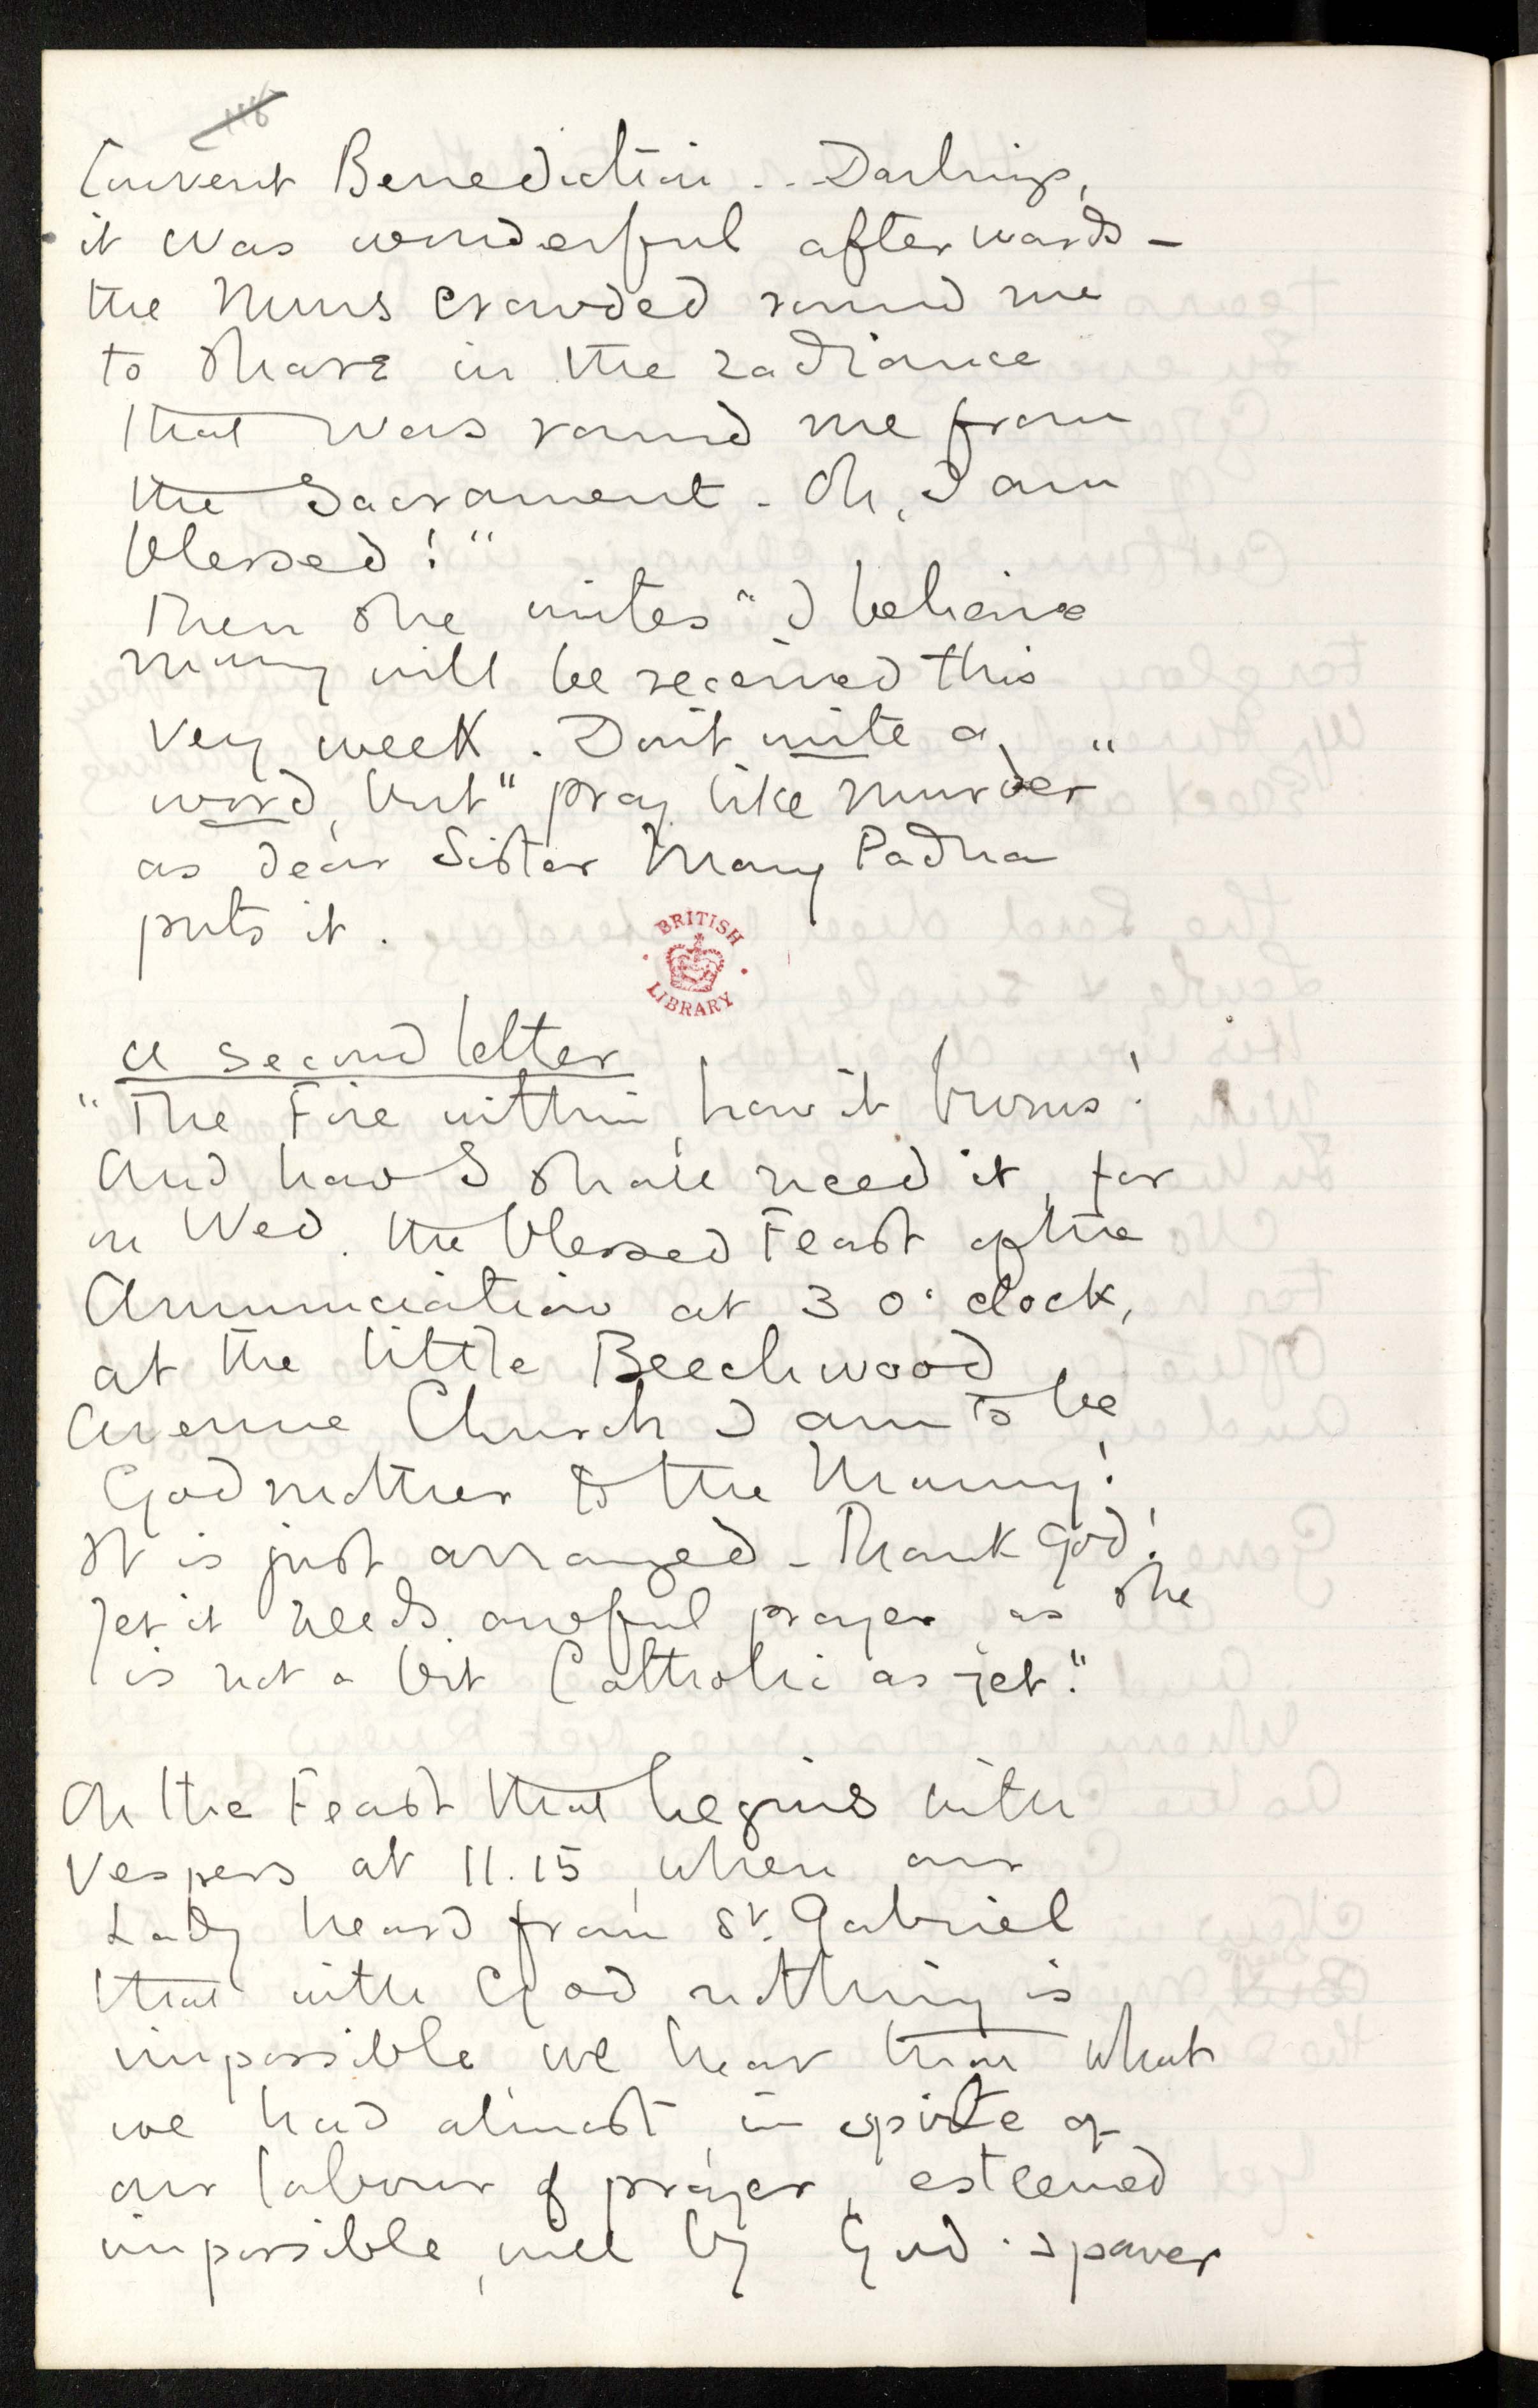 Convent Benediction .. Darlings,
it was wonderful afterwards –
the Nuns crowded round me
to share in the radiance
that was round me from
the Sacrament - Oh, I am
blessed!"
Then she writes "I believe
Mummy will be received this
very week. Don't write a
word, but "pray like murder"
as dear Sister Mary Padua
puts it.
BRITISH
LIBRARY
a second letter
"The Fire within, how it burns!
And how I shall need it, for
on Wed. the blessed Feast of the
Annunciation at 3 o'clock,
at the little Beechwood
Avenue Church I am to be
Godmother to the Mummy!
It is just arranged – Thank God!
Yet it needs awful prayer as she
is not a bit Catholic as yet."
On the Feast that begins with
Vespers at 11.15, when our
Lady heard from St. Gabriel
that with God nothing is
impossible we hear that what
we had almost, in spite of
our labour of prayer, esteemed
impossible, will by God's power